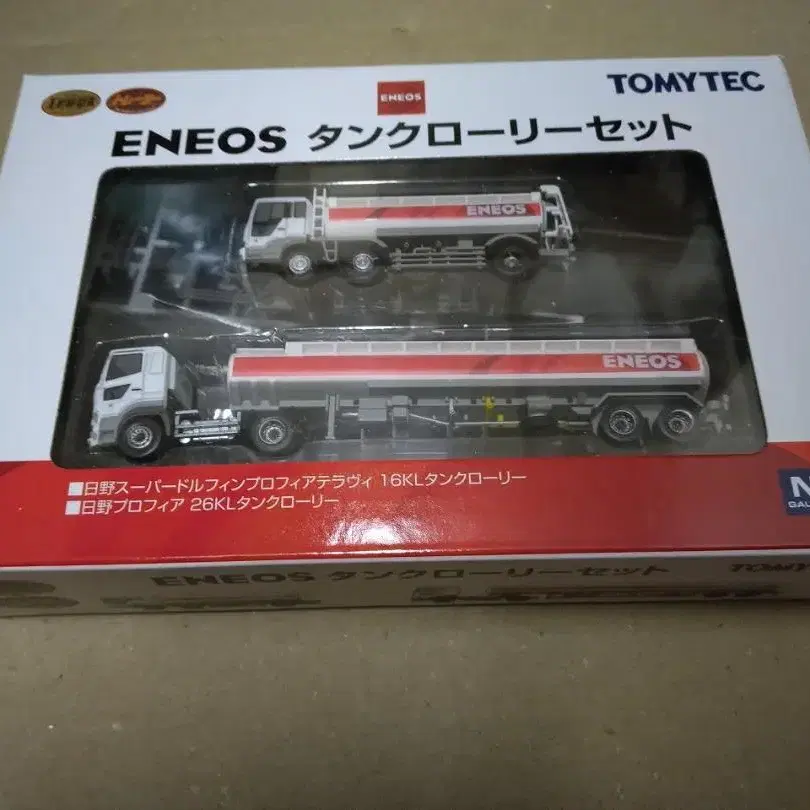 TRUCK
ENEOS
TOMYTEC
ENEOS タンクローリーセット
ENEOS
ENEOS
■日野スーパードルフィンプロフィアテラヴィ 16KLタンクローリー
■日野プロフィア 26KLタンクローリー
N
ENEOS タンクローリーセット
TOMY